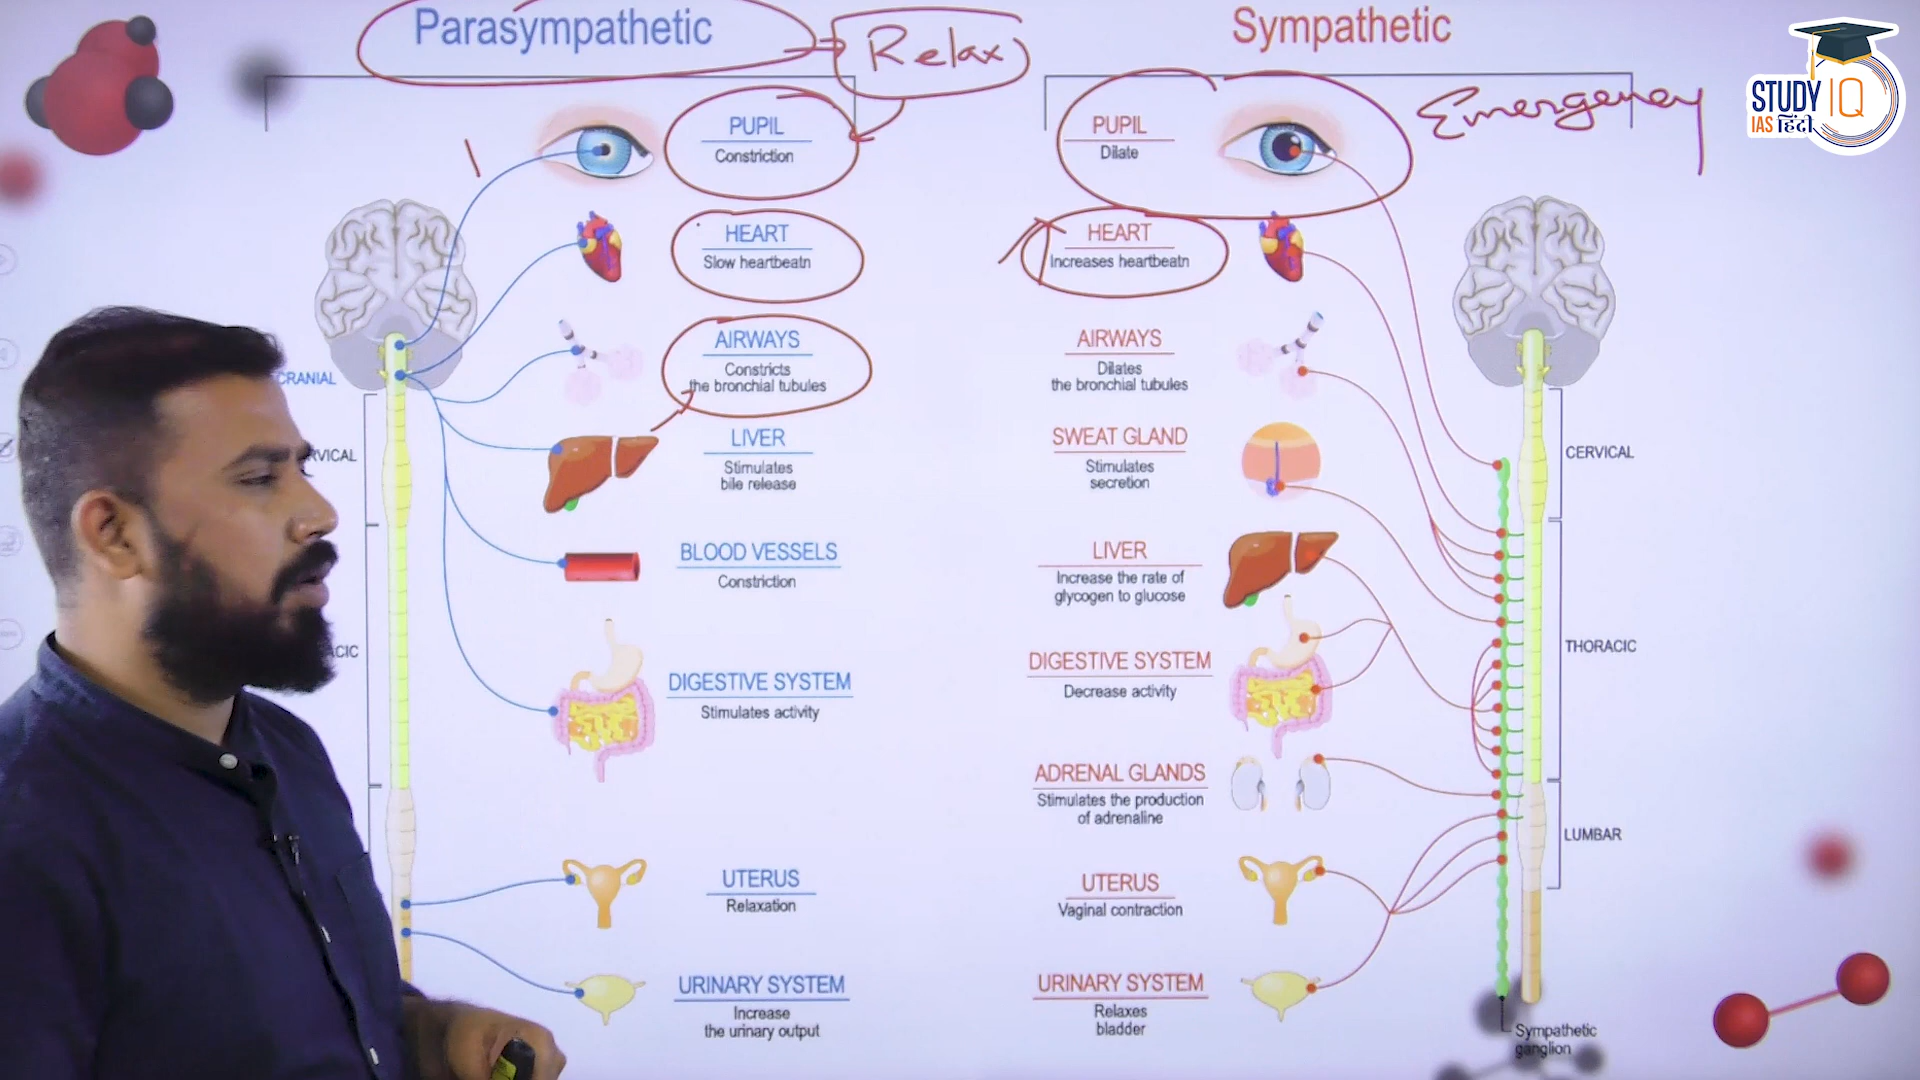 Parasympathetic
Relax
Sympathetic
Emergency
STUDY IQ
IAS हिंदी
PUPIL
Constriction
HEART
Slow heartbeatn
AIRWAYS
Constricts
the bronchial tubules
LIVER
Stimulates
bile release
BLOOD VESSELS
Constriction
DIGESTIVE SYSTEM
Stimulates activity
UTERUS
Relaxation
URINARY SYSTEM
Increase
the urinary output
CRANIAL
RVICAL
ACIC
PUPIL
Dilate
HEART
Increases heartbeatn
AIRWAYS
Dilates
the bronchial tubules
SWEAT GLAND
Stimulates
secretion
LIVER
Increase the rate of
glycogen to glucose
DIGESTIVE SYSTEM
Decrease activity
ADRENAL GLANDS
Stimulates the production
of adrenaline
UTERUS
Vaginal contraction
URINARY SYSTEM
Relaxes
bladder
CERVICAL
THORACIC
LUMBAR
Sympathetic
ganglion